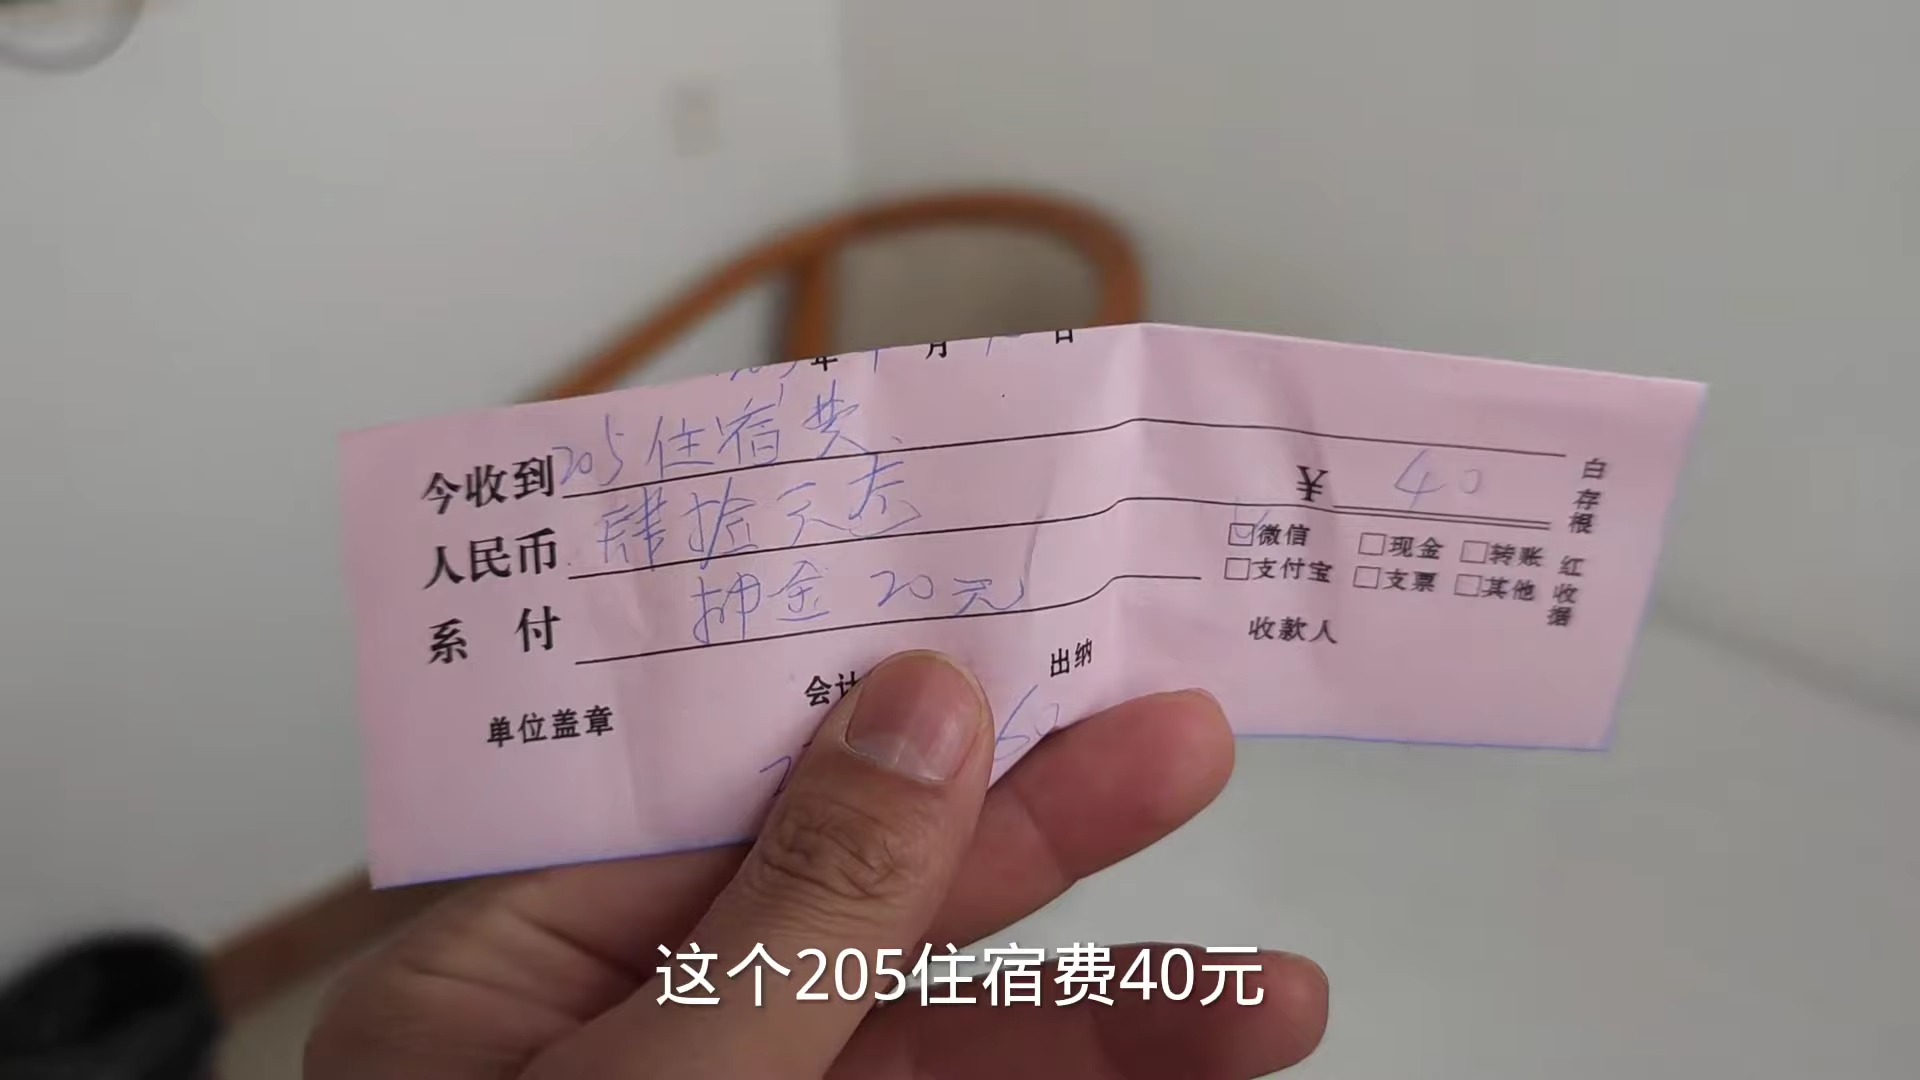 年 月 日
今收到 205住宿费
人民币 肆拾元
系 付 押金20元
¥ 40
微信 现金 转账
支付宝 支票 其他
收款人
白存根 红收据
单位盖章 会计 出纳
60
这个205住宿费40元